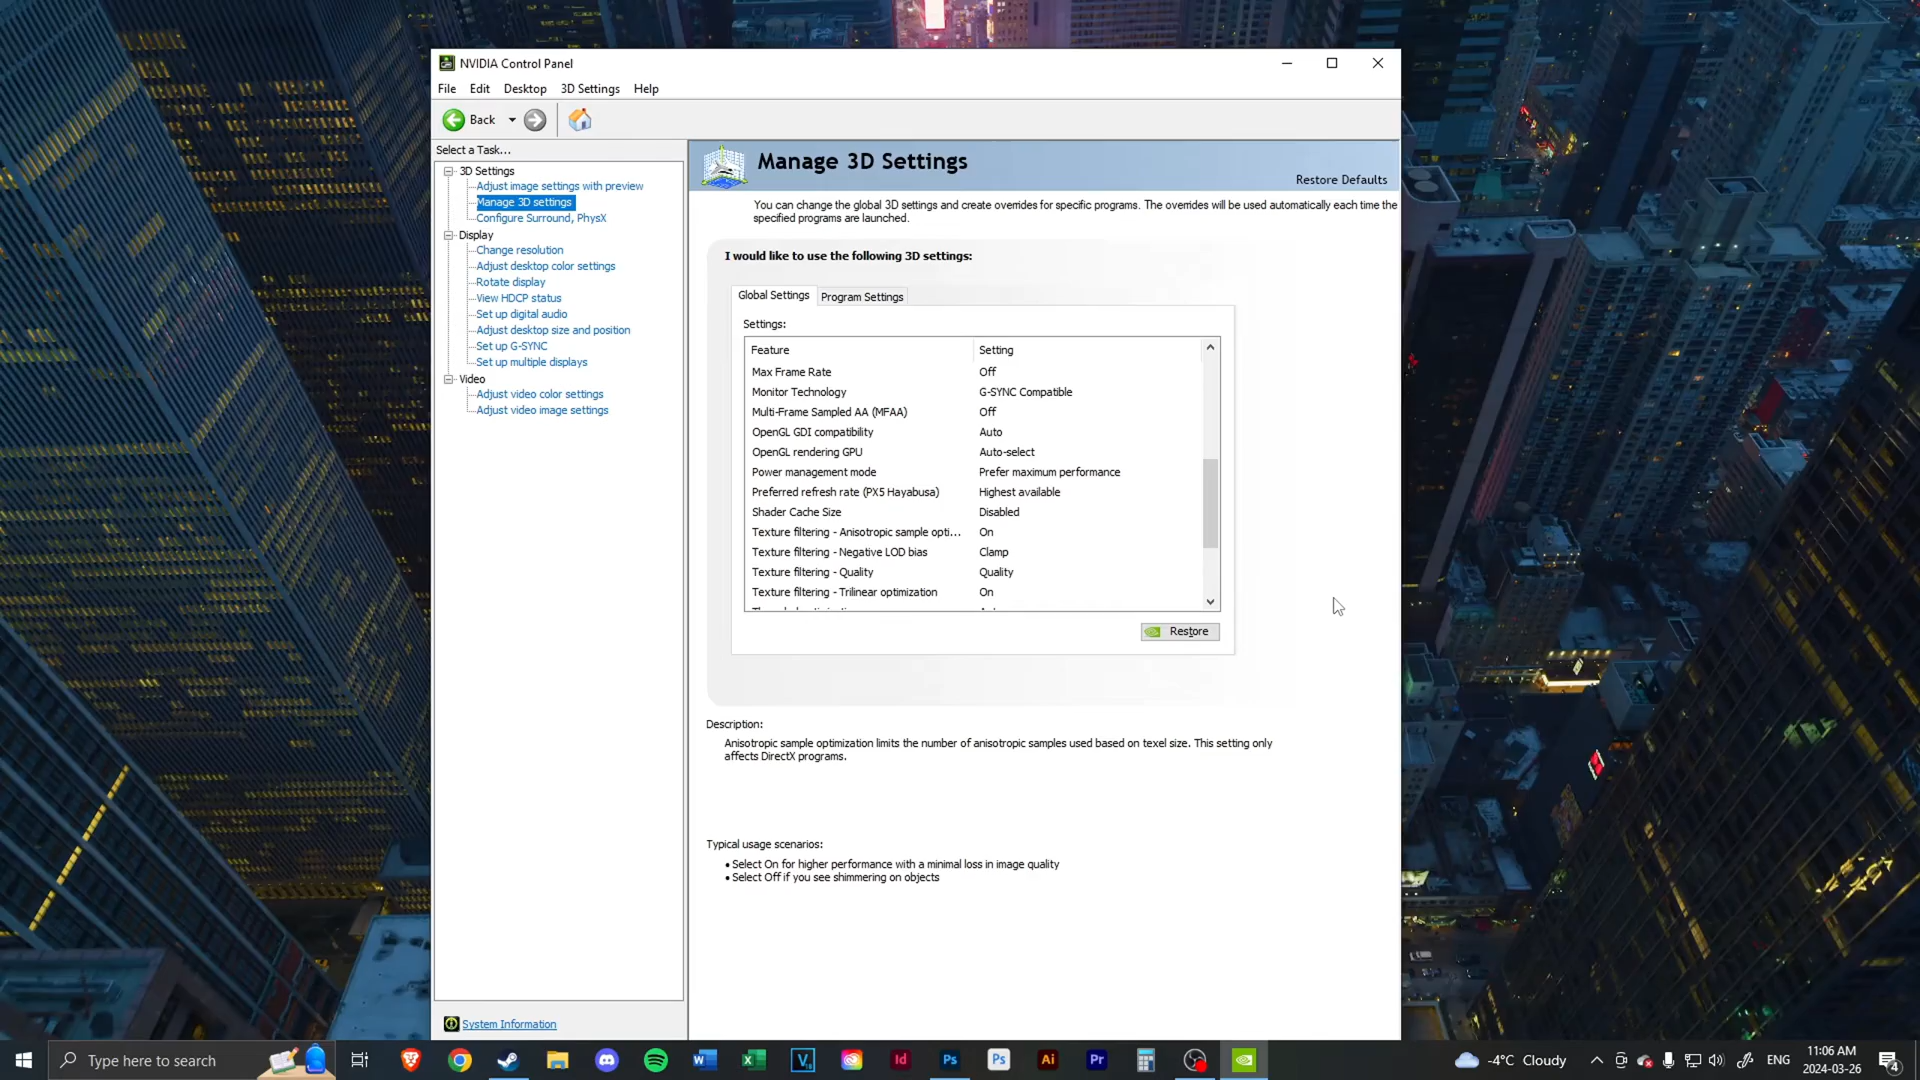 NVIDIA Control Panel
File Edit Desktop 3D Settings Help
Back
Select a Task...
3D Settings
Adjust image settings with preview
Manage 3D settings
Configure Surround, PhysX
Display
Change resolution
Adjust desktop color settings
Rotate display
View HDCP status
Set up digital audio
Adjust desktop size and position
Set up G-SYNC
Set up multiple displays
Video
Adjust video color settings
Adjust video image settings
System Information
Manage 3D Settings
Restore Defaults
You can change the global 3D settings and create overrides for specific programs. The overrides will be used automatically each time the
specified programs are launched.
I would like to use the following 3D settings:
Global Settings Program Settings
Settings:
Feature Setting
Max Frame Rate Off
Monitor Technology G-SYNC Compatible
Multi-Frame Sampled AA (MFAA) Off
OpenGL GDI compatibility Auto
OpenGL rendering GPU Auto-select
Power management mode Prefer maximum performance
Preferred refresh rate (PX5 Hayabusa) Highest available
Shader Cache Size Disabled
Texture filtering - Anisotropic sample opti... On
Texture filtering - Negative LOD bias Clamp
Texture filtering - Quality Quality
Texture filtering - Trilinear optimization On
Restore
Description:
Anisotropic sample optimization limits the number of anisotropic samples used based on texel size. This setting only
affects DirectX programs.
Typical usage scenarios:
• Select On for higher performance with a minimal loss in image quality
• Select Off if you see shimmering on objects
Type here to search
W
X
V
Id
Ps
Ps
Ai
Pr
-4°C Cloudy
ENG
11:06 AM
2024-03-26
4